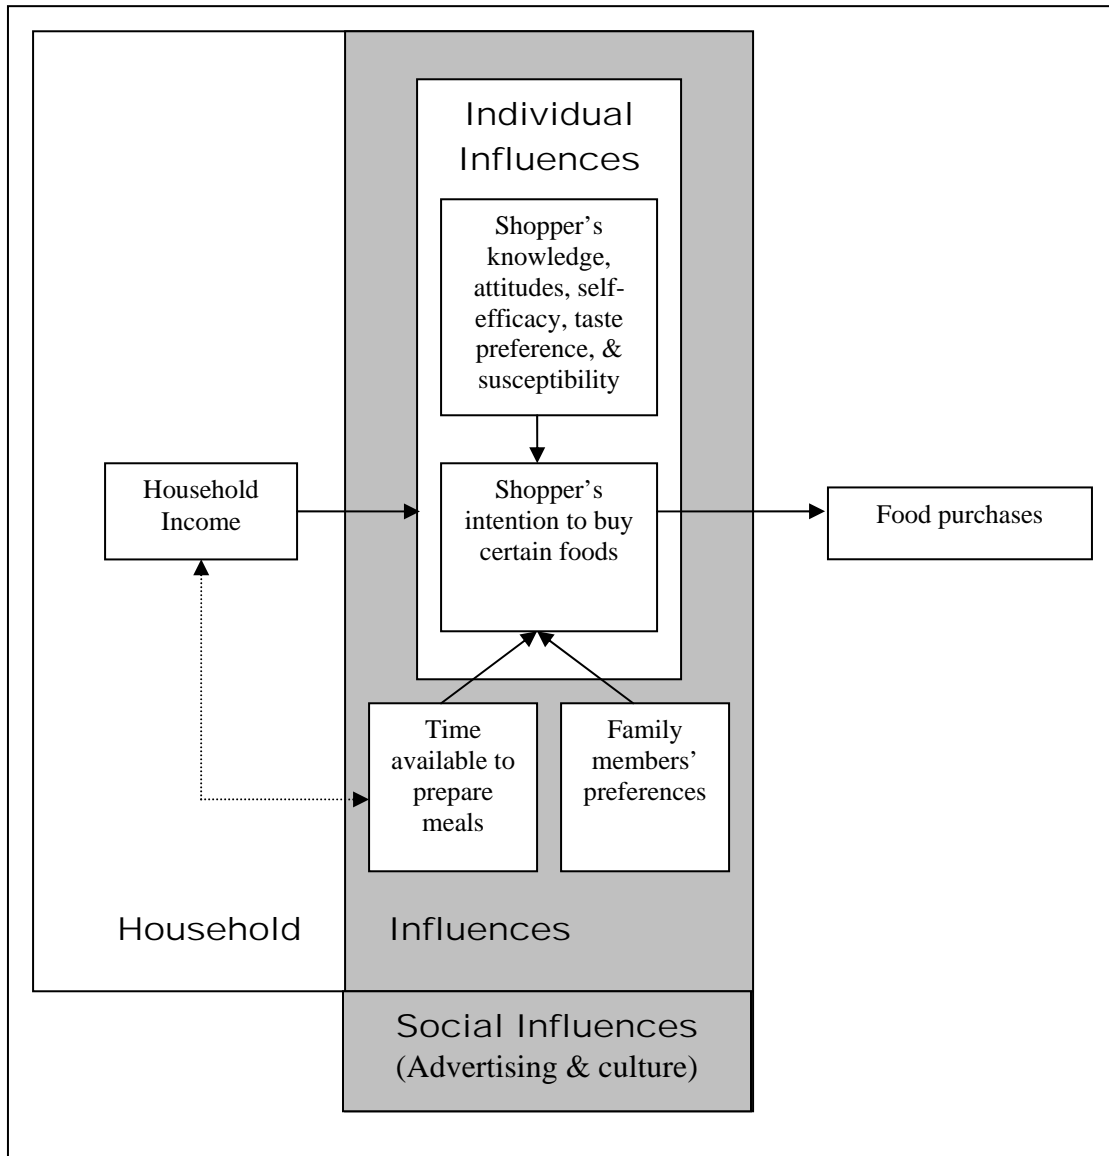 Individual
Influences
Shopper’s
knowledge,
attitudes, self-
efficacy, taste
preference, &
susceptibility
Household
Income
Shopper’s
intention to buy
certain foods
Food purchases
Time
available to
prepare
meals
Family
members’
preferences
Household Influences
Social Influences
(Advertising & culture)